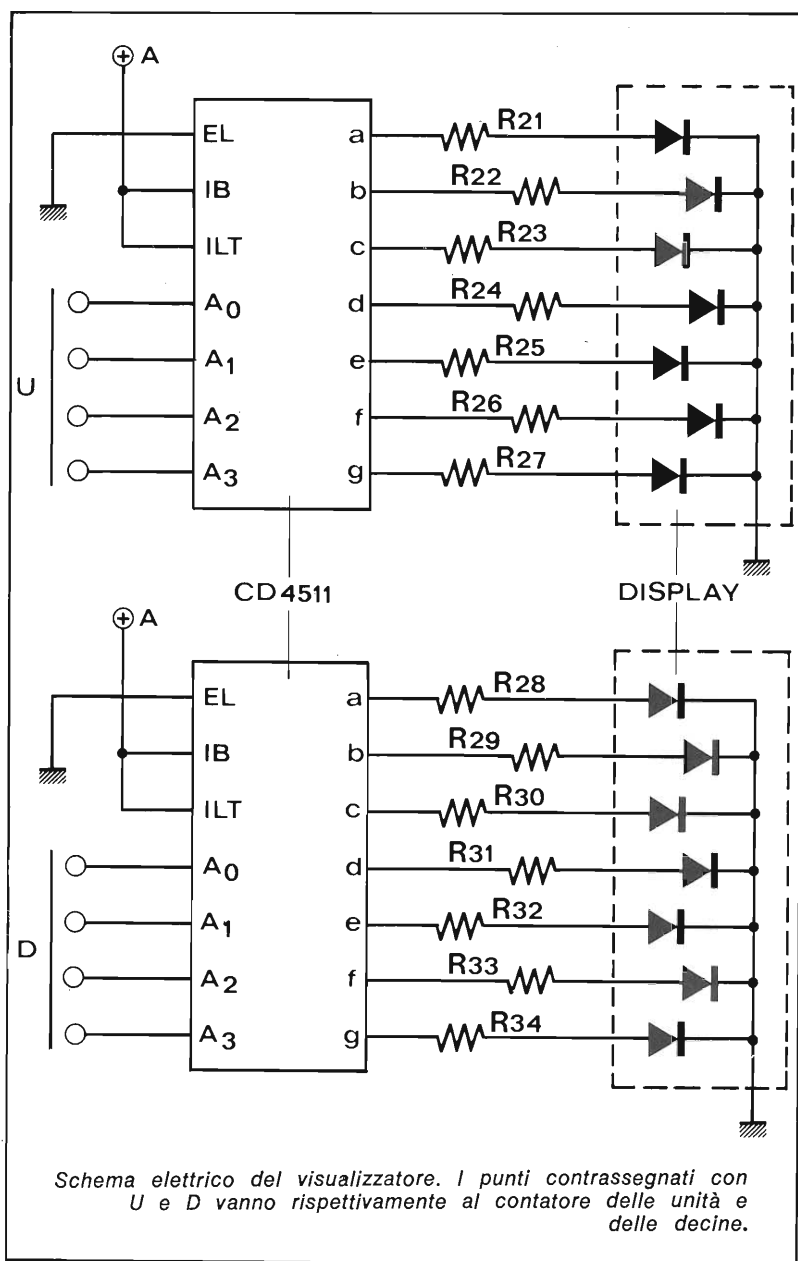 A
EL a R21
IB b R22
ILT c R23
A0 d R24
U
A1 e R25
A2 f R26
A3 g R27
CD4511 DISPLAY
A
EL a R28
IB b R29
ILT c R30
A0 d R31
D
A1 e R32
A2 f R33
A3 g R34
Schema elettrico del visualizzatore. I punti contrassegnati con
U e D vanno rispettivamente al contatore delle unità e
delle decine.